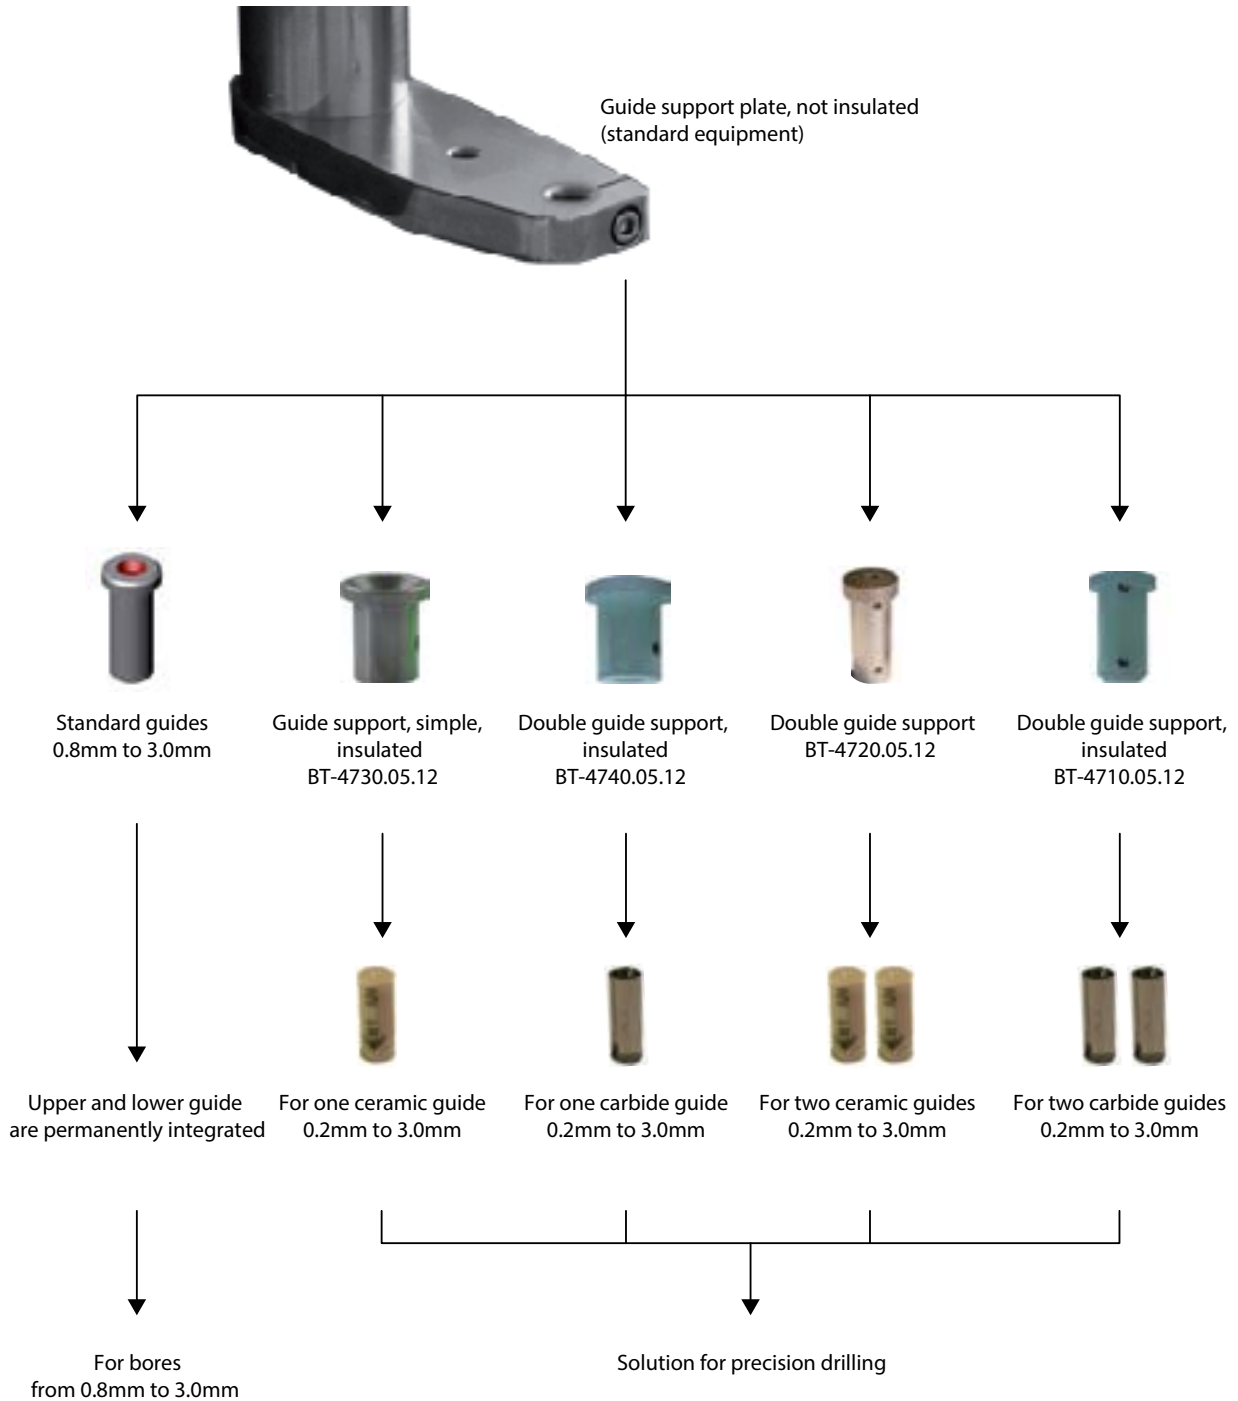 Guide support plate, not insulated
(standard equipment)
Standard guides
0.8mm to 3.0mm
Guide support, simple,
insulated
BT-4730.05.12
Double guide support,
insulated
BT-4740.05.12
Double guide support
BT-4720.05.12
Double guide support,
insulated
BT-4710.05.12
Upper and lower guide
are permanently integrated
For one ceramic guide
0.2mm to 3.0mm
For one carbide guide
0.2mm to 3.0mm
For two ceramic guides
0.2mm to 3.0mm
For two carbide guides
0.2mm to 3.0mm
For bores
from 0.8mm to 3.0mm
Solution for precision drilling